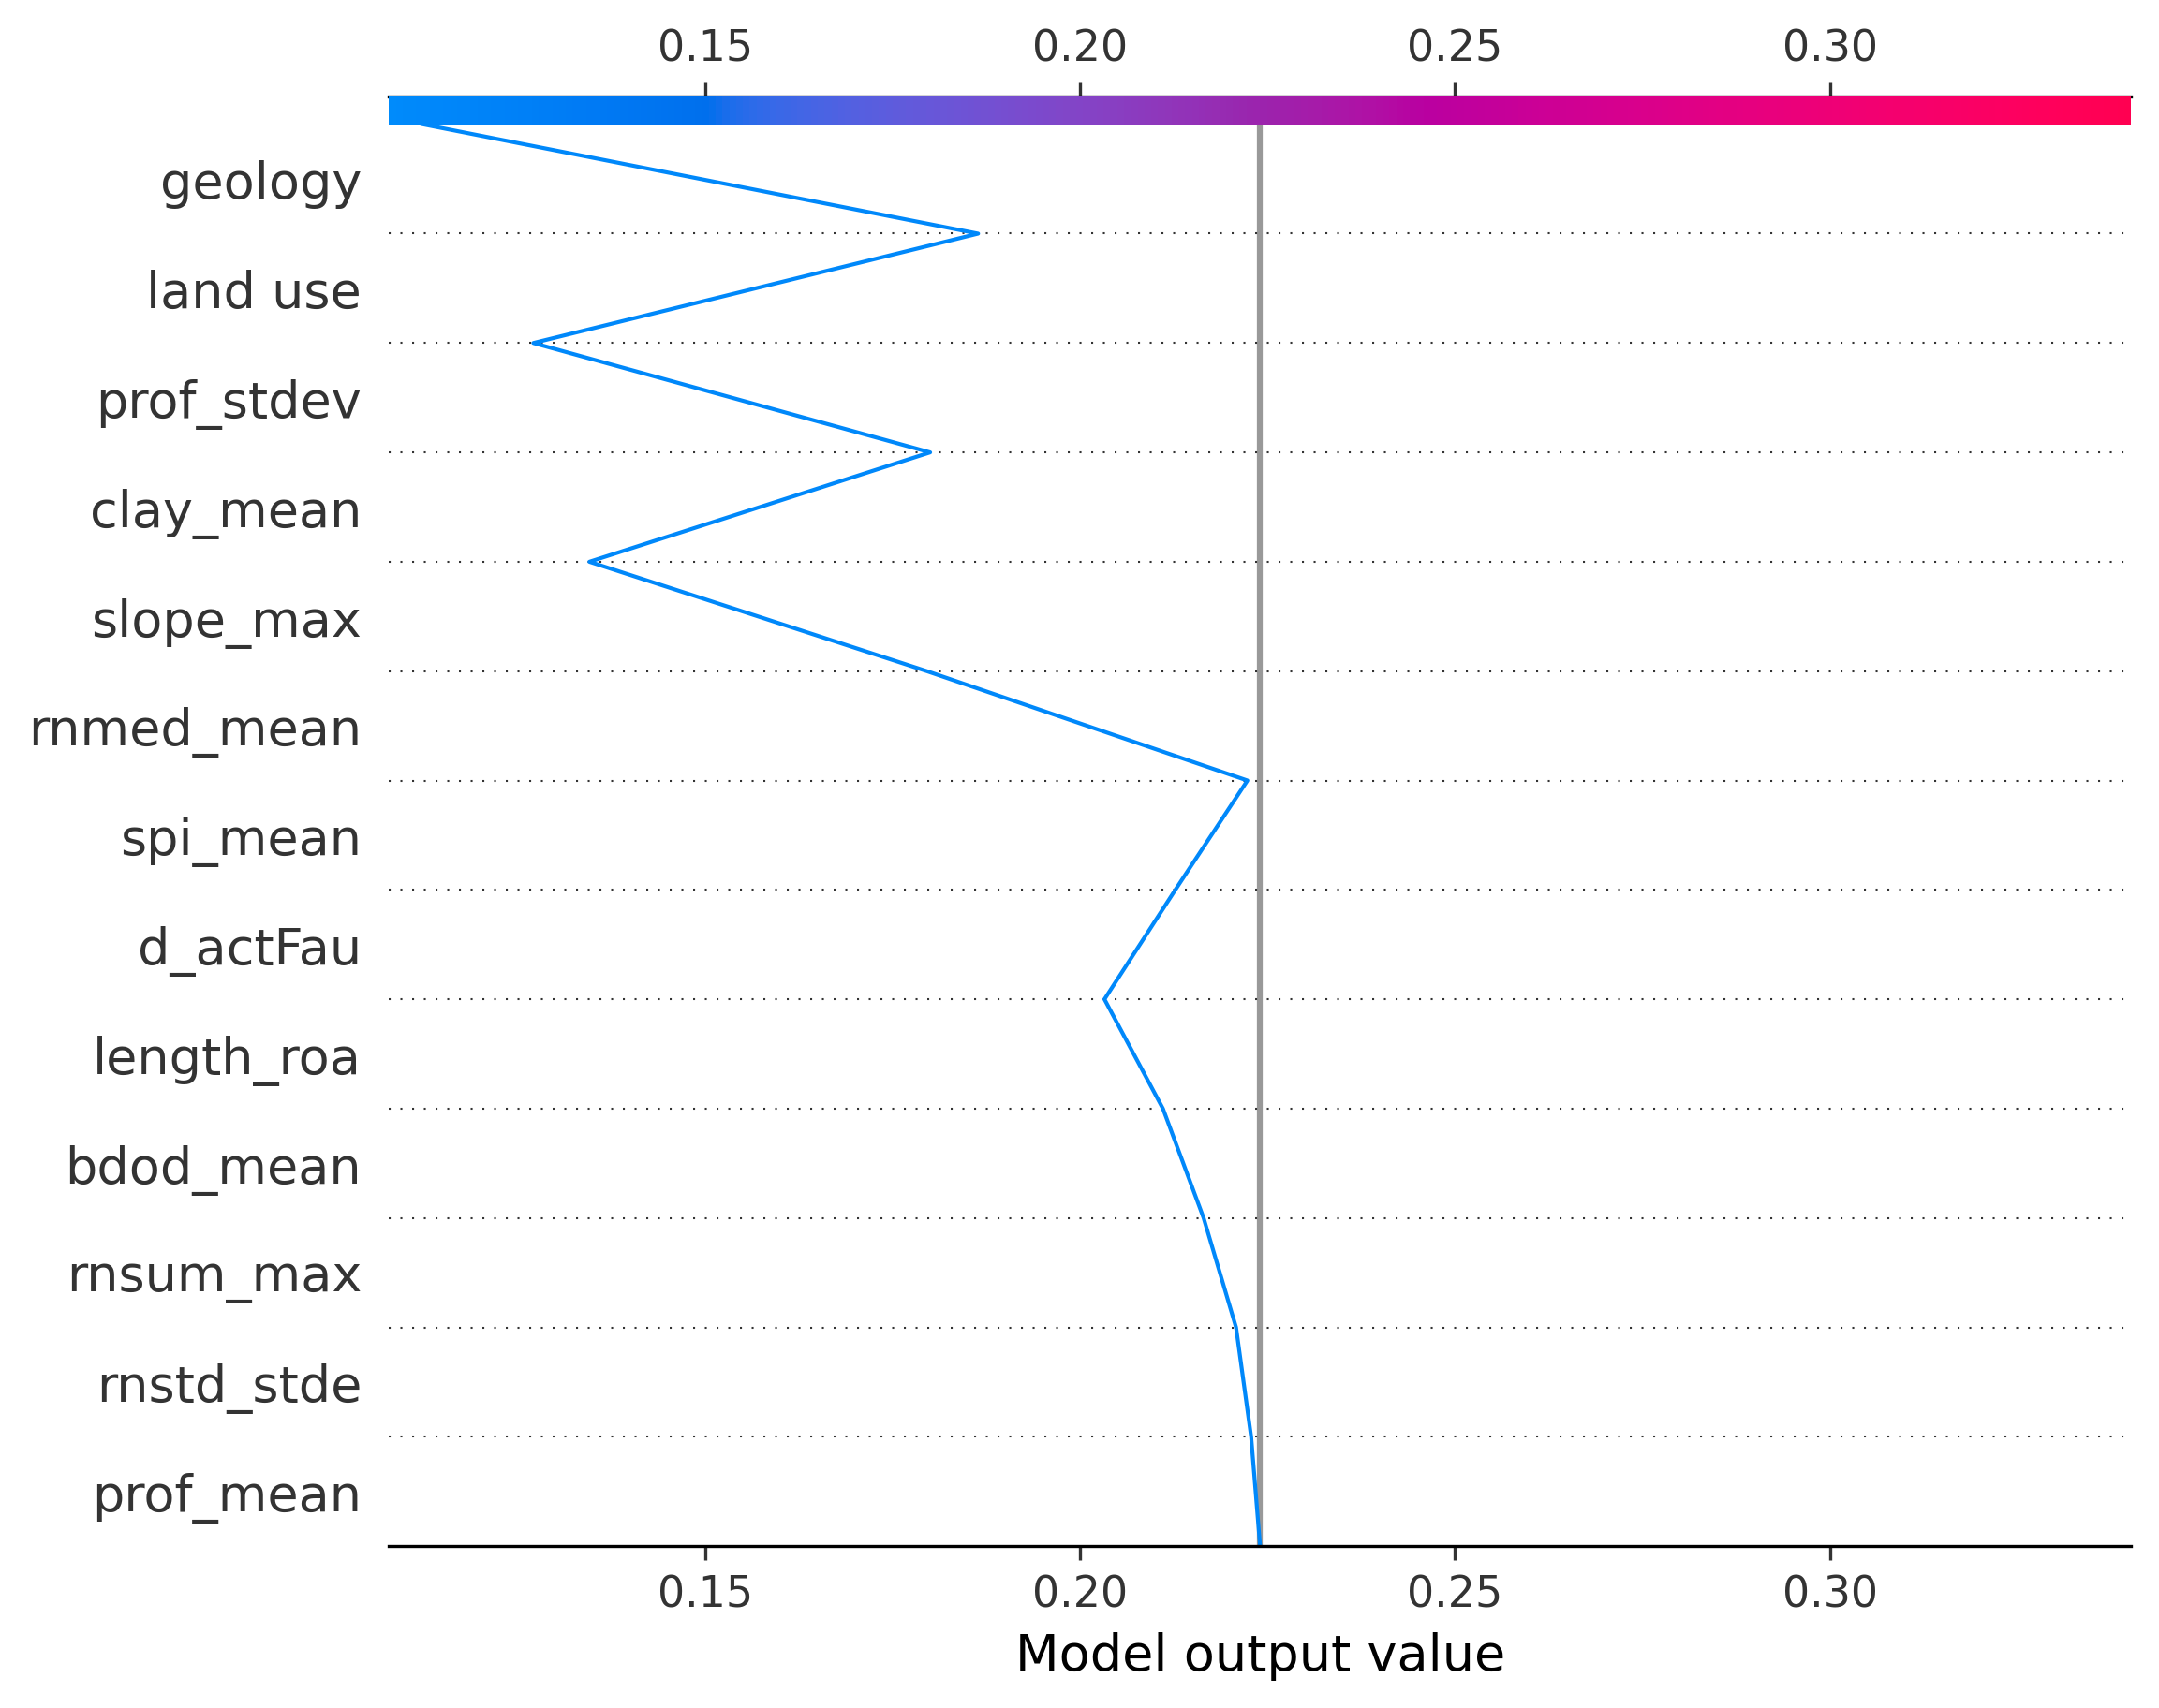 0.15 0.20 0.25 0.30
geology
land use
prof_stdev
clay_mean
slope_max
rnmed_mean
spi_mean
d_actFau
length_roa
bdod_mean
rnsum_max
rnstd_stde
prof_mean
0.15 0.20 0.25 0.30
Model output value